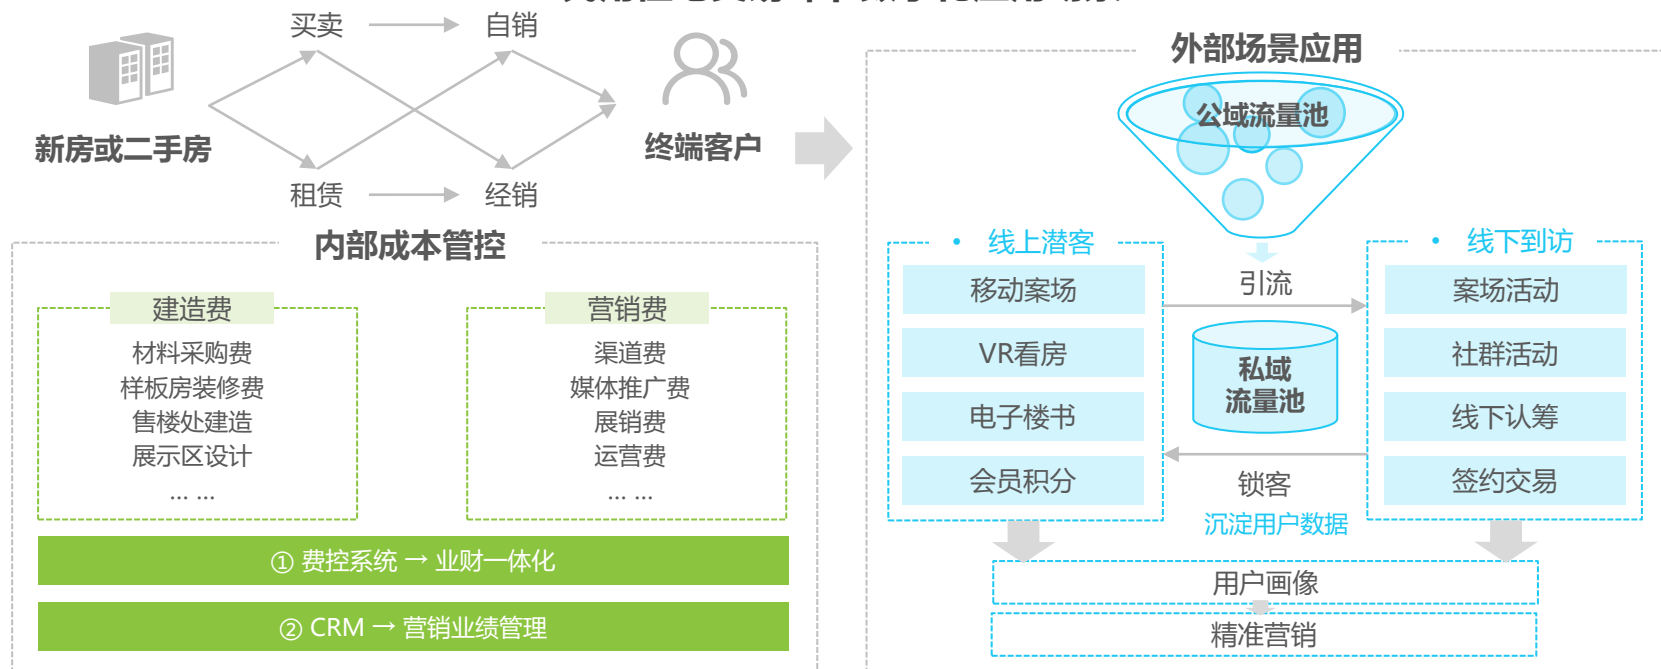 买卖
自销
新房或二手房
终端客户
租赁
经销
内部成本管控
建造费
材料采购费
样板房装修费
售楼处建造
展示区设计
... ...
营销费
渠道费
媒体推广费
展销费
运营费
... ...
① 费控系统 → 业财一体化
② CRM → 营销业绩管理
外部场景应用
公域流量池
• 线上潜客
移动案场
VR看房
电子楼书
会员积分
引流
私域
流量池
锁客
沉淀用户数据
• 线下到访
案场活动
社群活动
线下认筹
签约交易
用户画像
精准营销